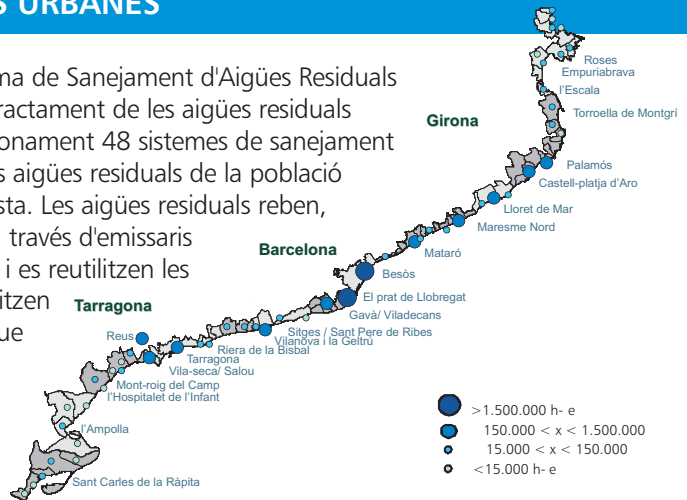 S URBANES
ma de Sanejament d'Aigües Residuals
ractament de les aigües residuals
onament 48 sistemes de sanejament
s aigües residuals de la població
sta. Les aigües residuals reben,
través d'emissaris
i es reutilitzen les
itzen
ue
Girona
Roses
Empuriabrava
l'Escala
Torroella de Montgrí
Palamós
Castell-platja d'Aro
Lloret de Mar
Maresme Nord
Mataró
Barcelona
Besòs
El prat de Llobregat
Gavà/ Viladecans
Sitges / Sant Pere de Ribes
Vilanova i la Geltrú
Riera de la Bisbal
Tarragona
Reus
Tarragona
Vila-seca/ Salou
Mont-roig del Camp
l'Hospitalet de l'Infant
l'Ampolla
Sant Carles de la Ràpita
>1.500.000 h- e
150.000 < x < 1.500.000
15.000 < x < 150.000
<15.000 h- e